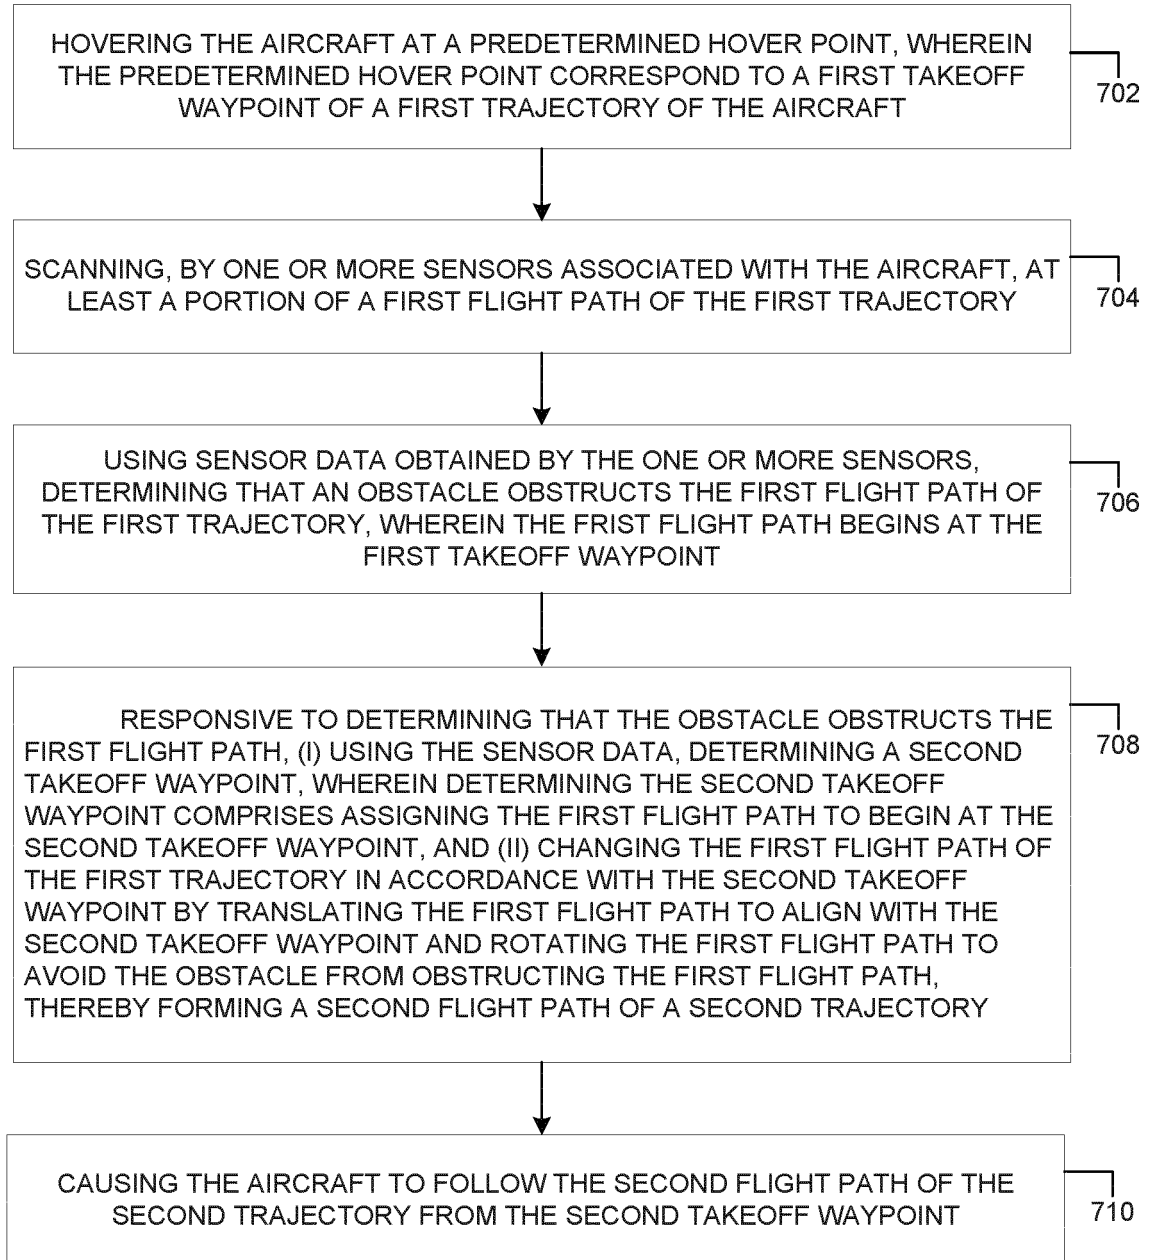 HOVERING THE AIRCRAFT AT A PREDETERMINED HOVER POINT, WHEREIN
THE PREDETERMINED HOVER POINT CORRESPOND TO A FIRST TAKEOFF
WAYPOINT OF A FIRST TRAJECTORY OF THE AIRCRAFT
702
SCANNING, BY ONE OR MORE SENSORS ASSOCIATED WITH THE AIRCRAFT, AT
LEAST A PORTION OF A FIRST FLIGHT PATH OF THE FIRST TRAJECTORY
704
USING SENSOR DATA OBTAINED BY THE ONE OR MORE SENSORS,
DETERMINING THAT AN OBSTACLE OBSTRUCTS THE FIRST FLIGHT PATH OF
THE FIRST TRAJECTORY, WHEREIN THE FRIST FLIGHT PATH BEGINS AT THE
FIRST TAKEOFF WAYPOINT
706
RESPONSIVE TO DETERMINING THAT THE OBSTACLE OBSTRUCTS THE
FIRST FLIGHT PATH, (I) USING THE SENSOR DATA, DETERMINING A SECOND
TAKEOFF WAYPOINT, WHEREIN DETERMINING THE SECOND TAKEOFF
WAYPOINT COMPRISES ASSIGNING THE FIRST FLIGHT PATH TO BEGIN AT THE
SECOND TAKEOFF WAYPOINT, AND (II) CHANGING THE FIRST FLIGHT PATH OF
THE FIRST TRAJECTORY IN ACCORDANCE WITH THE SECOND TAKEOFF
WAYPOINT BY TRANSLATING THE FIRST FLIGHT PATH TO ALIGN WITH THE
SECOND TAKEOFF WAYPOINT AND ROTATING THE FIRST FLIGHT PATH TO
AVOID THE OBSTACLE FROM OBSTRUCTING THE FIRST FLIGHT PATH,
THEREBY FORMING A SECOND FLIGHT PATH OF A SECOND TRAJECTORY
708
CAUSING THE AIRCRAFT TO FOLLOW THE SECOND FLIGHT PATH OF THE
SECOND TRAJECTORY FROM THE SECOND TAKEOFF WAYPOINT
710